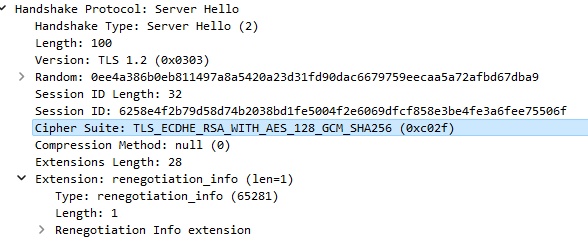 Handshake Protocol: Server Hello
Handshake Type: Server Hello (2)
Length: 100
Version: TLS 1.2 (0x0303)
Random: 0ee4a386b0eb811497a8a5420a23d31fd90dac6679759eecaa5a72afbd67dba9
Session ID Length: 32
Session ID: 6258e4f2b79d58d74b2038bd1fe5004f2e6069dfcf858e3be4fe3a6fee75506f
Cipher Suite: TLS_ECDHE_RSA_WITH_AES_128_GCM_SHA256 (0xc02f)
Compression Method: null (0)
Extensions Length: 28
Extension: renegotiation_info (len=1)
Type: renegotiation_info (65281)
Length: 1
Renegotiation Info extension